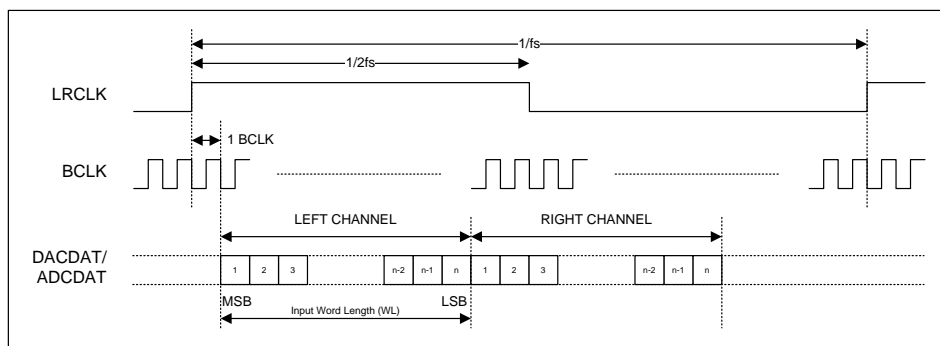 1/fs
1/2fs
LRCLK
1 BCLK
BCLK
LEFT CHANNEL RIGHT CHANNEL
DACDAT/
ADCDAT
1 2 3 n-2 n-1 n 1 2 3 n-2 n-1 n
MSB LSB
Input Word Length (WL)